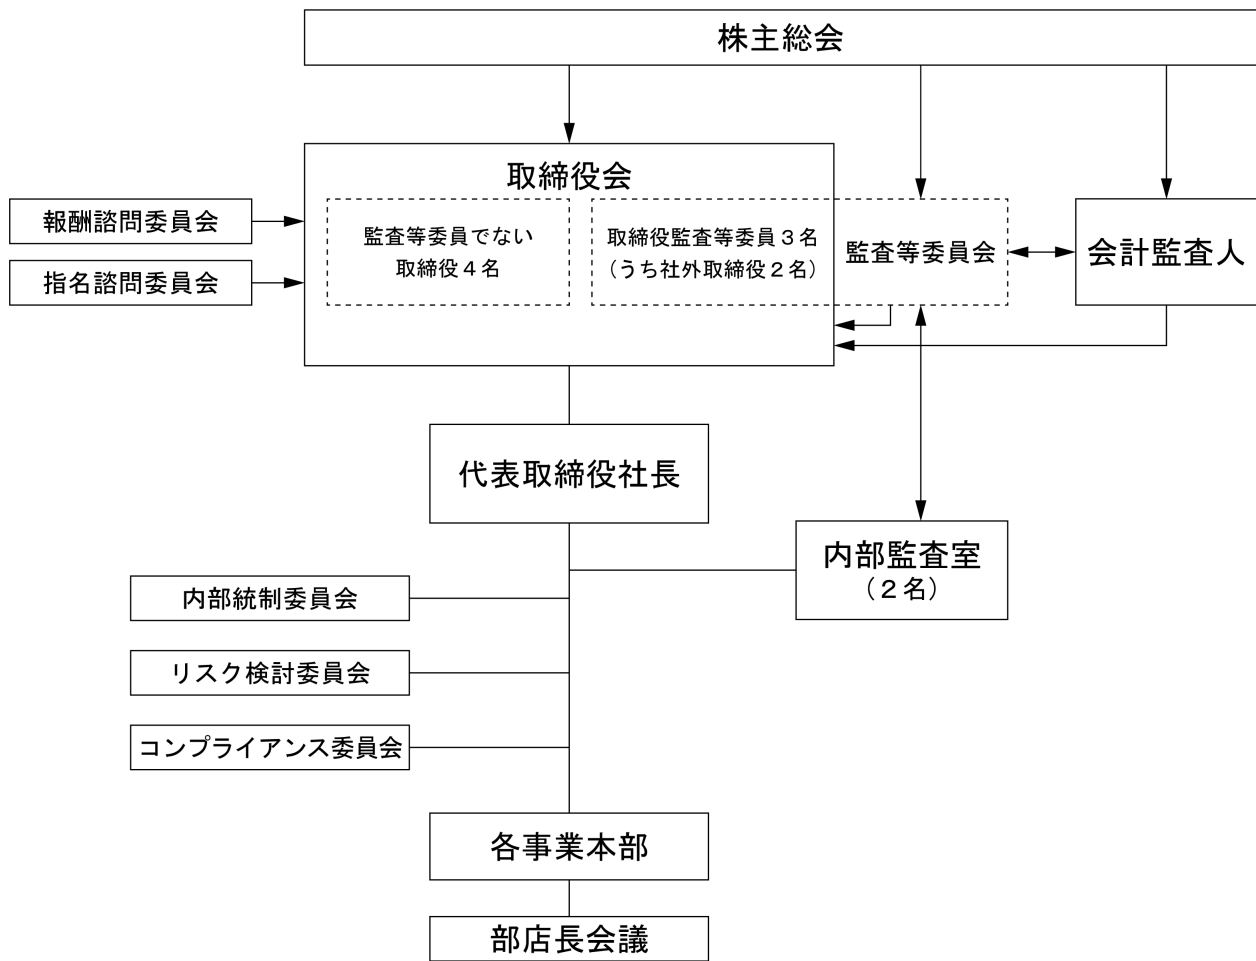 株主総会
取締役会
報酬諮問委員会
指名諮問委員会
監査等委員でない
取締役４名
取締役監査等委員３名
（うち社外取締役２名）
監査等委員会
会計監査人
代表取締役社長
内部監査室
（２名）
内部統制委員会
リスク検討委員会
コンプライアンス委員会
各事業本部
部店長会議